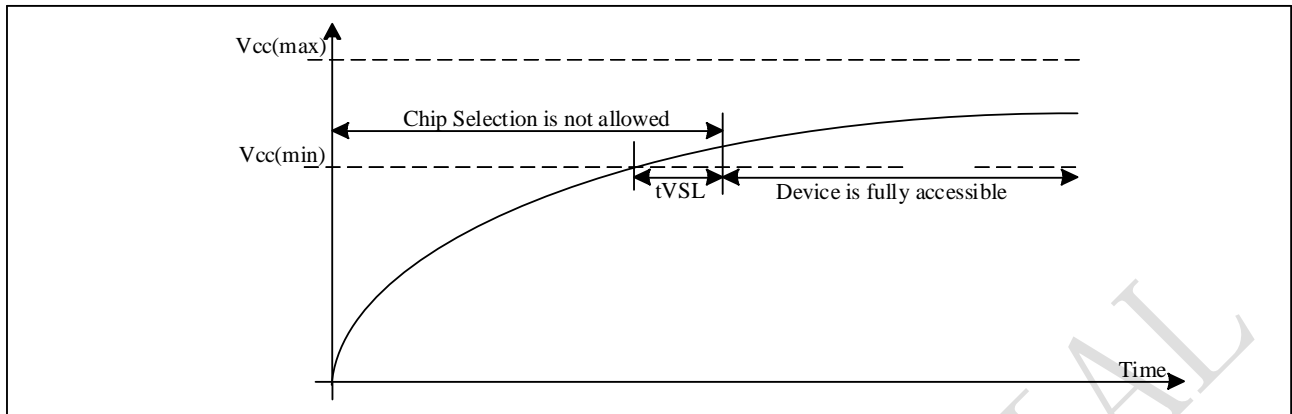 Vcc(max)
Chip Selection is not allowed
Vcc(min)
tVSL
Device is fully accessible
Time